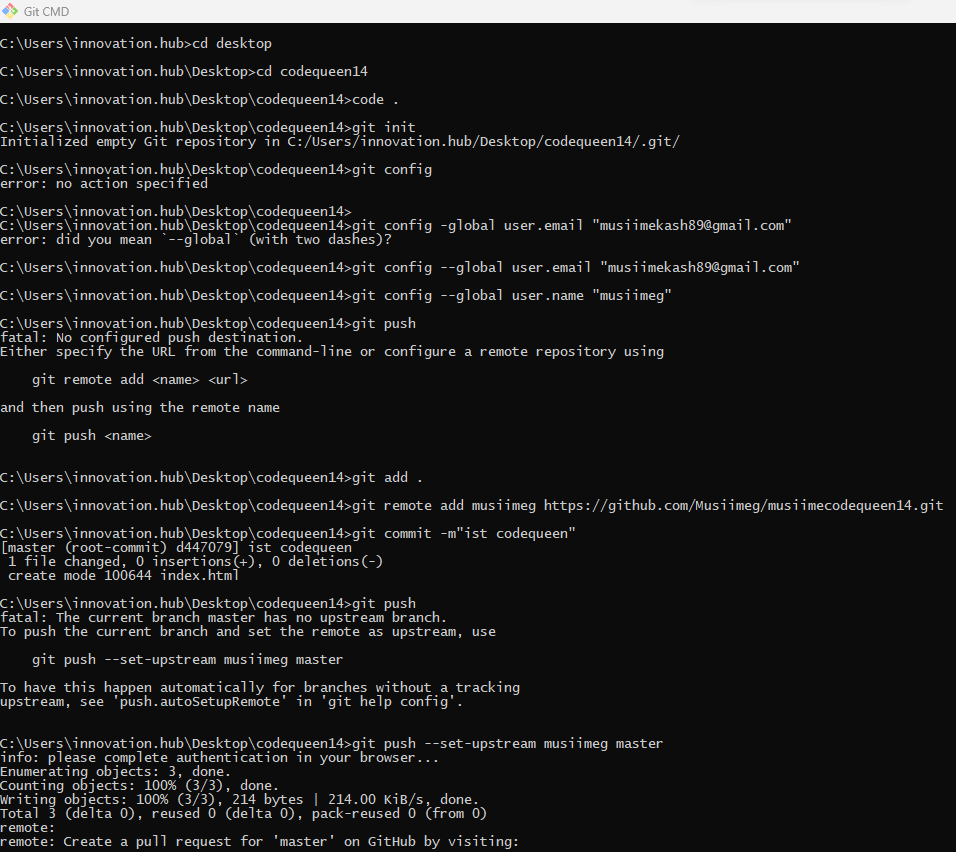 Git CMD
C:\Users\innovation.hub>cd desktop
C:\Users\innovation.hub\Desktop>cd codequeen14
C:\Users\innovation.hub\Desktop\codequeen14>code .
C:\Users\innovation.hub\Desktop\codequeen14>git init
Initialized empty Git repository in C:/Users/innovation.hub/Desktop/codequeen14/.git/
C:\Users\innovation.hub\Desktop\codequeen14>git config
error: no action specified
C:\Users\innovation.hub\Desktop\codequeen14>
C:\Users\innovation.hub\Desktop\codequeen14>git config -global user.email "musiimekash89@gmail.com"
error: did you mean `--global` (with two dashes)?
C:\Users\innovation.hub\Desktop\codequeen14>git config --global user.email "musiimekash89@gmail.com"
C:\Users\innovation.hub\Desktop\codequeen14>git config --global user.name "musiimeg"
C:\Users\innovation.hub\Desktop\codequeen14>git push
fatal: No configured push destination.
Either specify the URL from the command-line or configure a remote repository using
    git remote add <name> <url>
and then push using the remote name
    git push <name>
C:\Users\innovation.hub\Desktop\codequeen14>git add .
C:\Users\innovation.hub\Desktop\codequeen14>git remote add musiimeg https://github.com/Musiimeg/musiimecodequeen14.git
C:\Users\innovation.hub\Desktop\codequeen14>git commit -m"ist codequeen"
[master (root-commit) d447079] ist codequeen
 1 file changed, 0 insertions(+), 0 deletions(-)
 create mode 100644 index.html
C:\Users\innovation.hub\Desktop\codequeen14>git push
fatal: The current branch master has no upstream branch.
To push the current branch and set the remote as upstream, use
    git push --set-upstream musiimeg master
To have this happen automatically for branches without a tracking
upstream, see 'push.autoSetupRemote' in 'git help config'.
C:\Users\innovation.hub\Desktop\codequeen14>git push --set-upstream musiimeg master
info: please complete authentication in your browser...
Enumerating objects: 3, done.
Counting objects: 100% (3/3), done.
Writing objects: 100% (3/3), 214 bytes | 214.00 KiB/s, done.
Total 3 (delta 0), reused 0 (delta 0), pack-reused 0 (from 0)
remote:
remote: Create a pull request for 'master' on GitHub by visiting: